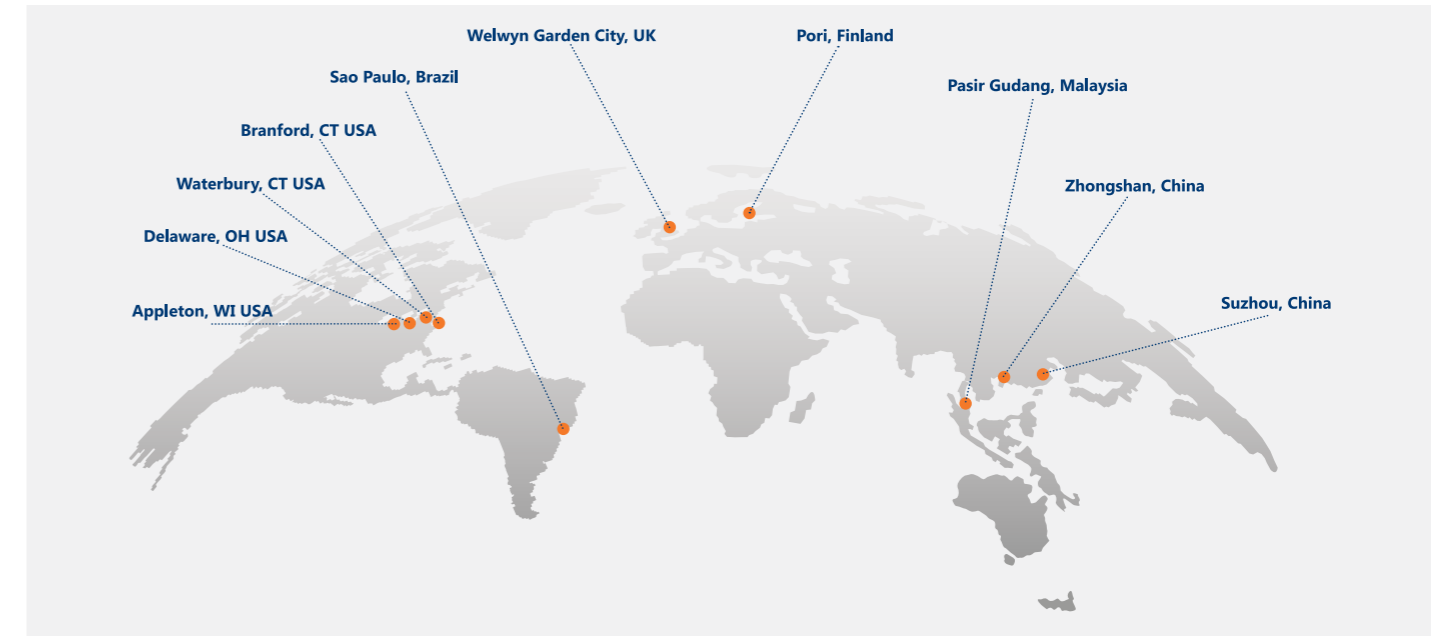 Welwyn Garden City, UK
Pori, Finland
Sao Paulo, Brazil
Pasir Gudang, Malaysia
Branford, CT USA
Waterbury, CT USA
Zhongshan, China
Delaware, OH USA
Suzhou, China
Appleton, WI USA